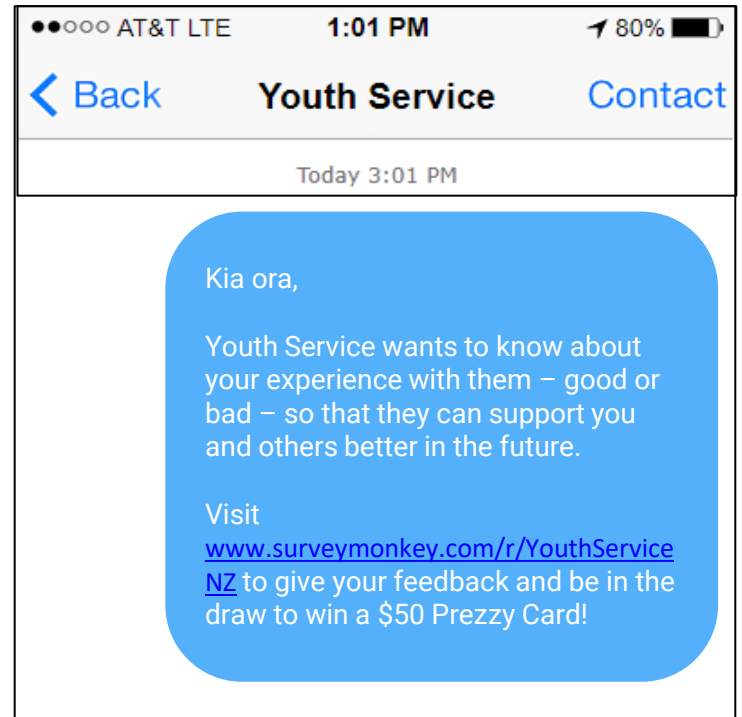 ●●○○○ AT&T LTE 1:01 PM 80%
Back Youth Service Contact
Today 3:01 PM
Kia ora,
Youth Service wants to know about
your experience with them – good or
bad – so that they can support you
and others better in the future.
Visit
www.surveymonkey.com/r/YouthService
NZ to give your feedback and be in the
draw to win a $50 Prezzy Card!